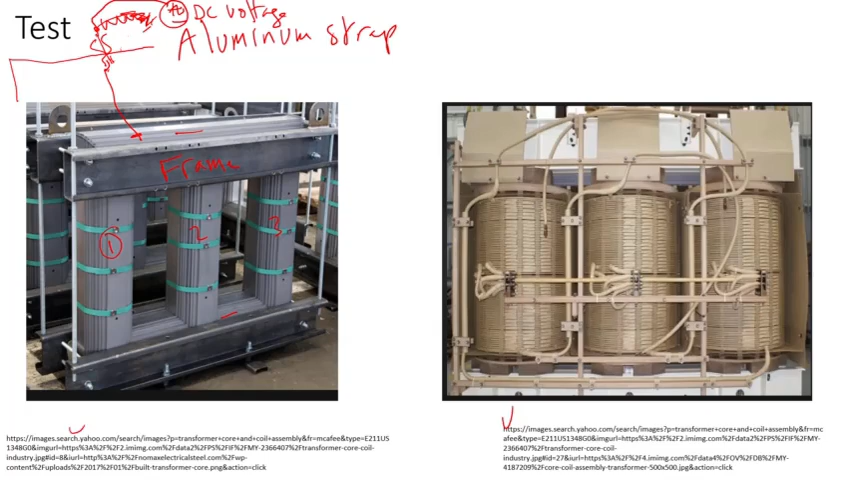 Test
DC voltage
Aluminum strap
Frame
1
2
3
https://images.search.yahoo.com/search/images?p=transformer+core+and+coil+assembly&fr=mcafee&type=E211US
1348G0&imgurl=https%3A%2F%2F2.imimg.com%2Fdata2%2FPS%2FIF%2FMY-2366407%2Ftransformer-core-coil-
industry.jpg#id=8&iurl=http%3A%2F%2Fnomaxelectricalsteel.com%2Fwp-
content%2Fuploads%2F2017%2F01%2Fbuilt-transformer-core.png&action=click
https://images.search.yahoo.com/search/images?p=transformer+core+and+coil+assembly&fr=mc
afee&type=E211US1348G0&imgurl=https%3A%2F%2F2.imimg.com%2Fdata2%2FPS%2FIF%2FMY-
2366407%2Ftransformer-core-coil-
industry.jpg#id=27&iurl=https%3A%2F%2F4.imimg.com%2Fdata4%2FOV%2FDB%2FMY-
4187209%2Fcore-coil-assembly-transformer-500x500.jpg&action=click